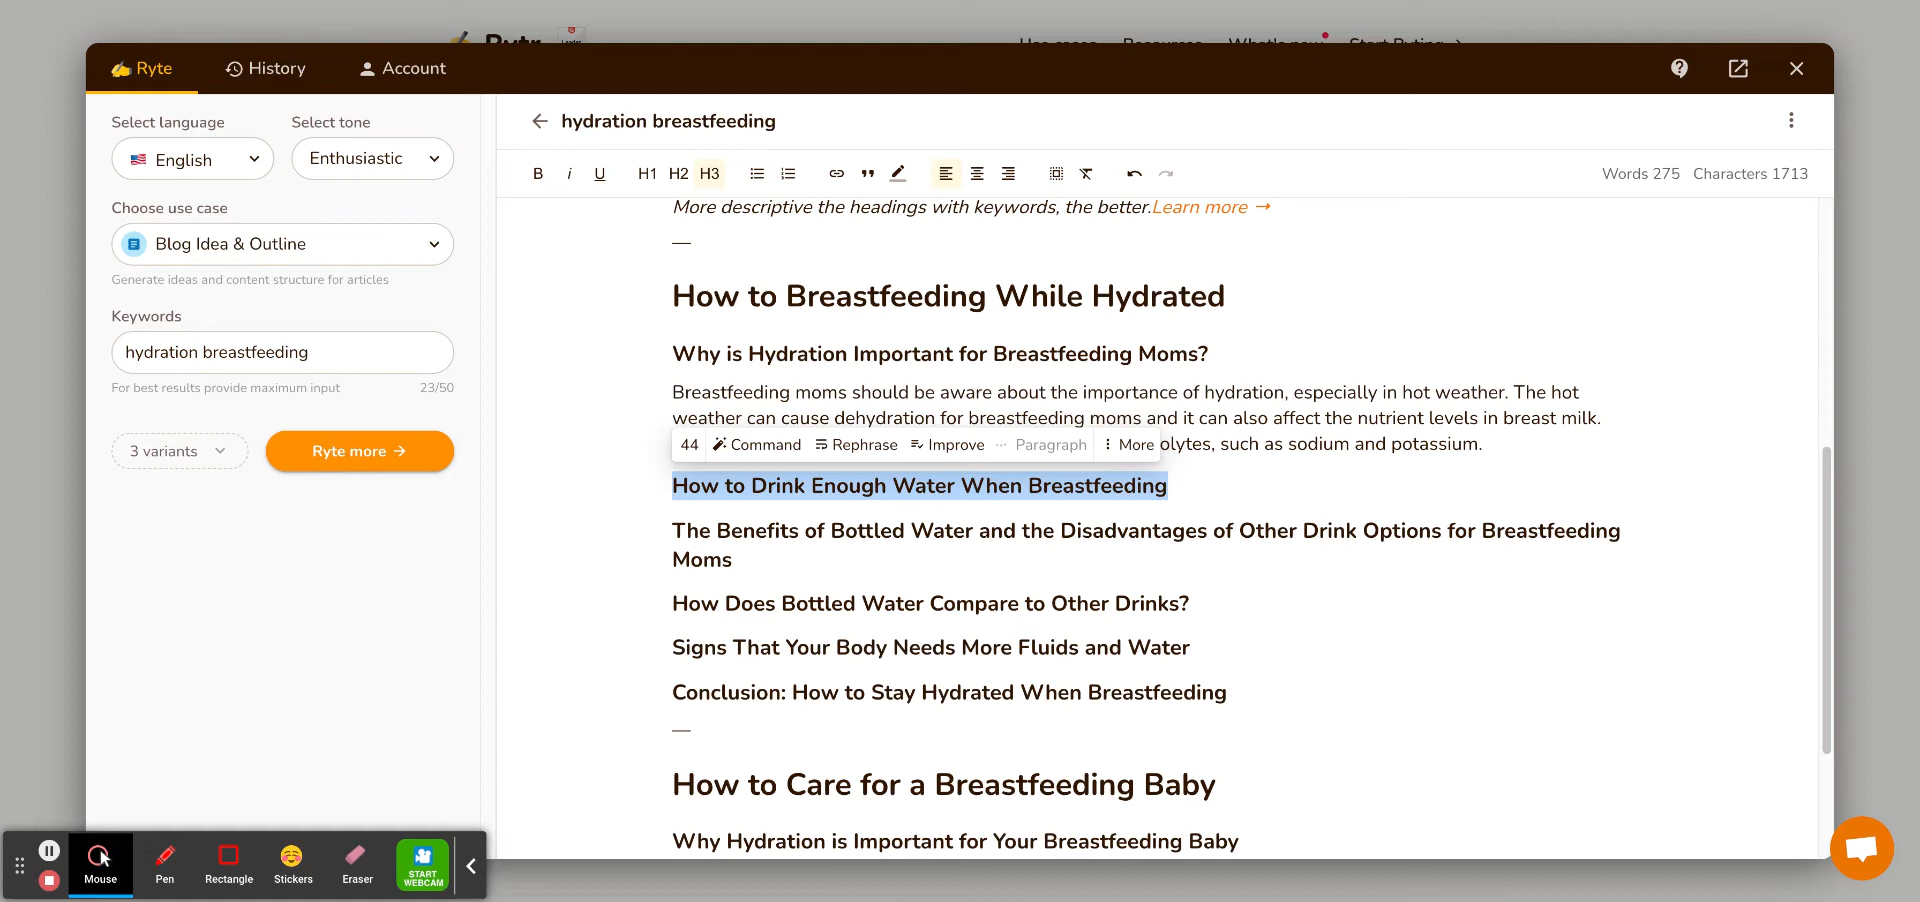 Ryte
History
Account
Select language
Select tone
English
Enthusiastic
Choose use case
Blog Idea & Outline
Generate ideas and content structure for articles
Keywords
hydration breastfeeding
For best results provide maximum input
23/50
3 variants
Ryte more →
hydration breastfeeding
B i U H1 H2 H3
Words 275 Characters 1713
More descriptive the headings with keywords, the better.Learn more →
—
How to Breastfeeding While Hydrated
Why is Hydration Important for Breastfeeding Moms?
Breastfeeding moms should be aware about the importance of hydration, especially in hot weather. The hot
weather can cause dehydration for breastfeeding moms and it can also affect the nutrient levels in breast milk.
44 Command Rephrase Improve Paragraph More
olytes, such as sodium and potassium.
How to Drink Enough Water When Breastfeeding
The Benefits of Bottled Water and the Disadvantages of Other Drink Options for Breastfeeding
Moms
How Does Bottled Water Compare to Other Drinks?
Signs That Your Body Needs More Fluids and Water
Conclusion: How to Stay Hydrated When Breastfeeding
—
How to Care for a Breastfeeding Baby
Why Hydration is Important for Your Breastfeeding Baby
Mouse
Pen
Rectangle
Stickers
Eraser
START
WEBCAM